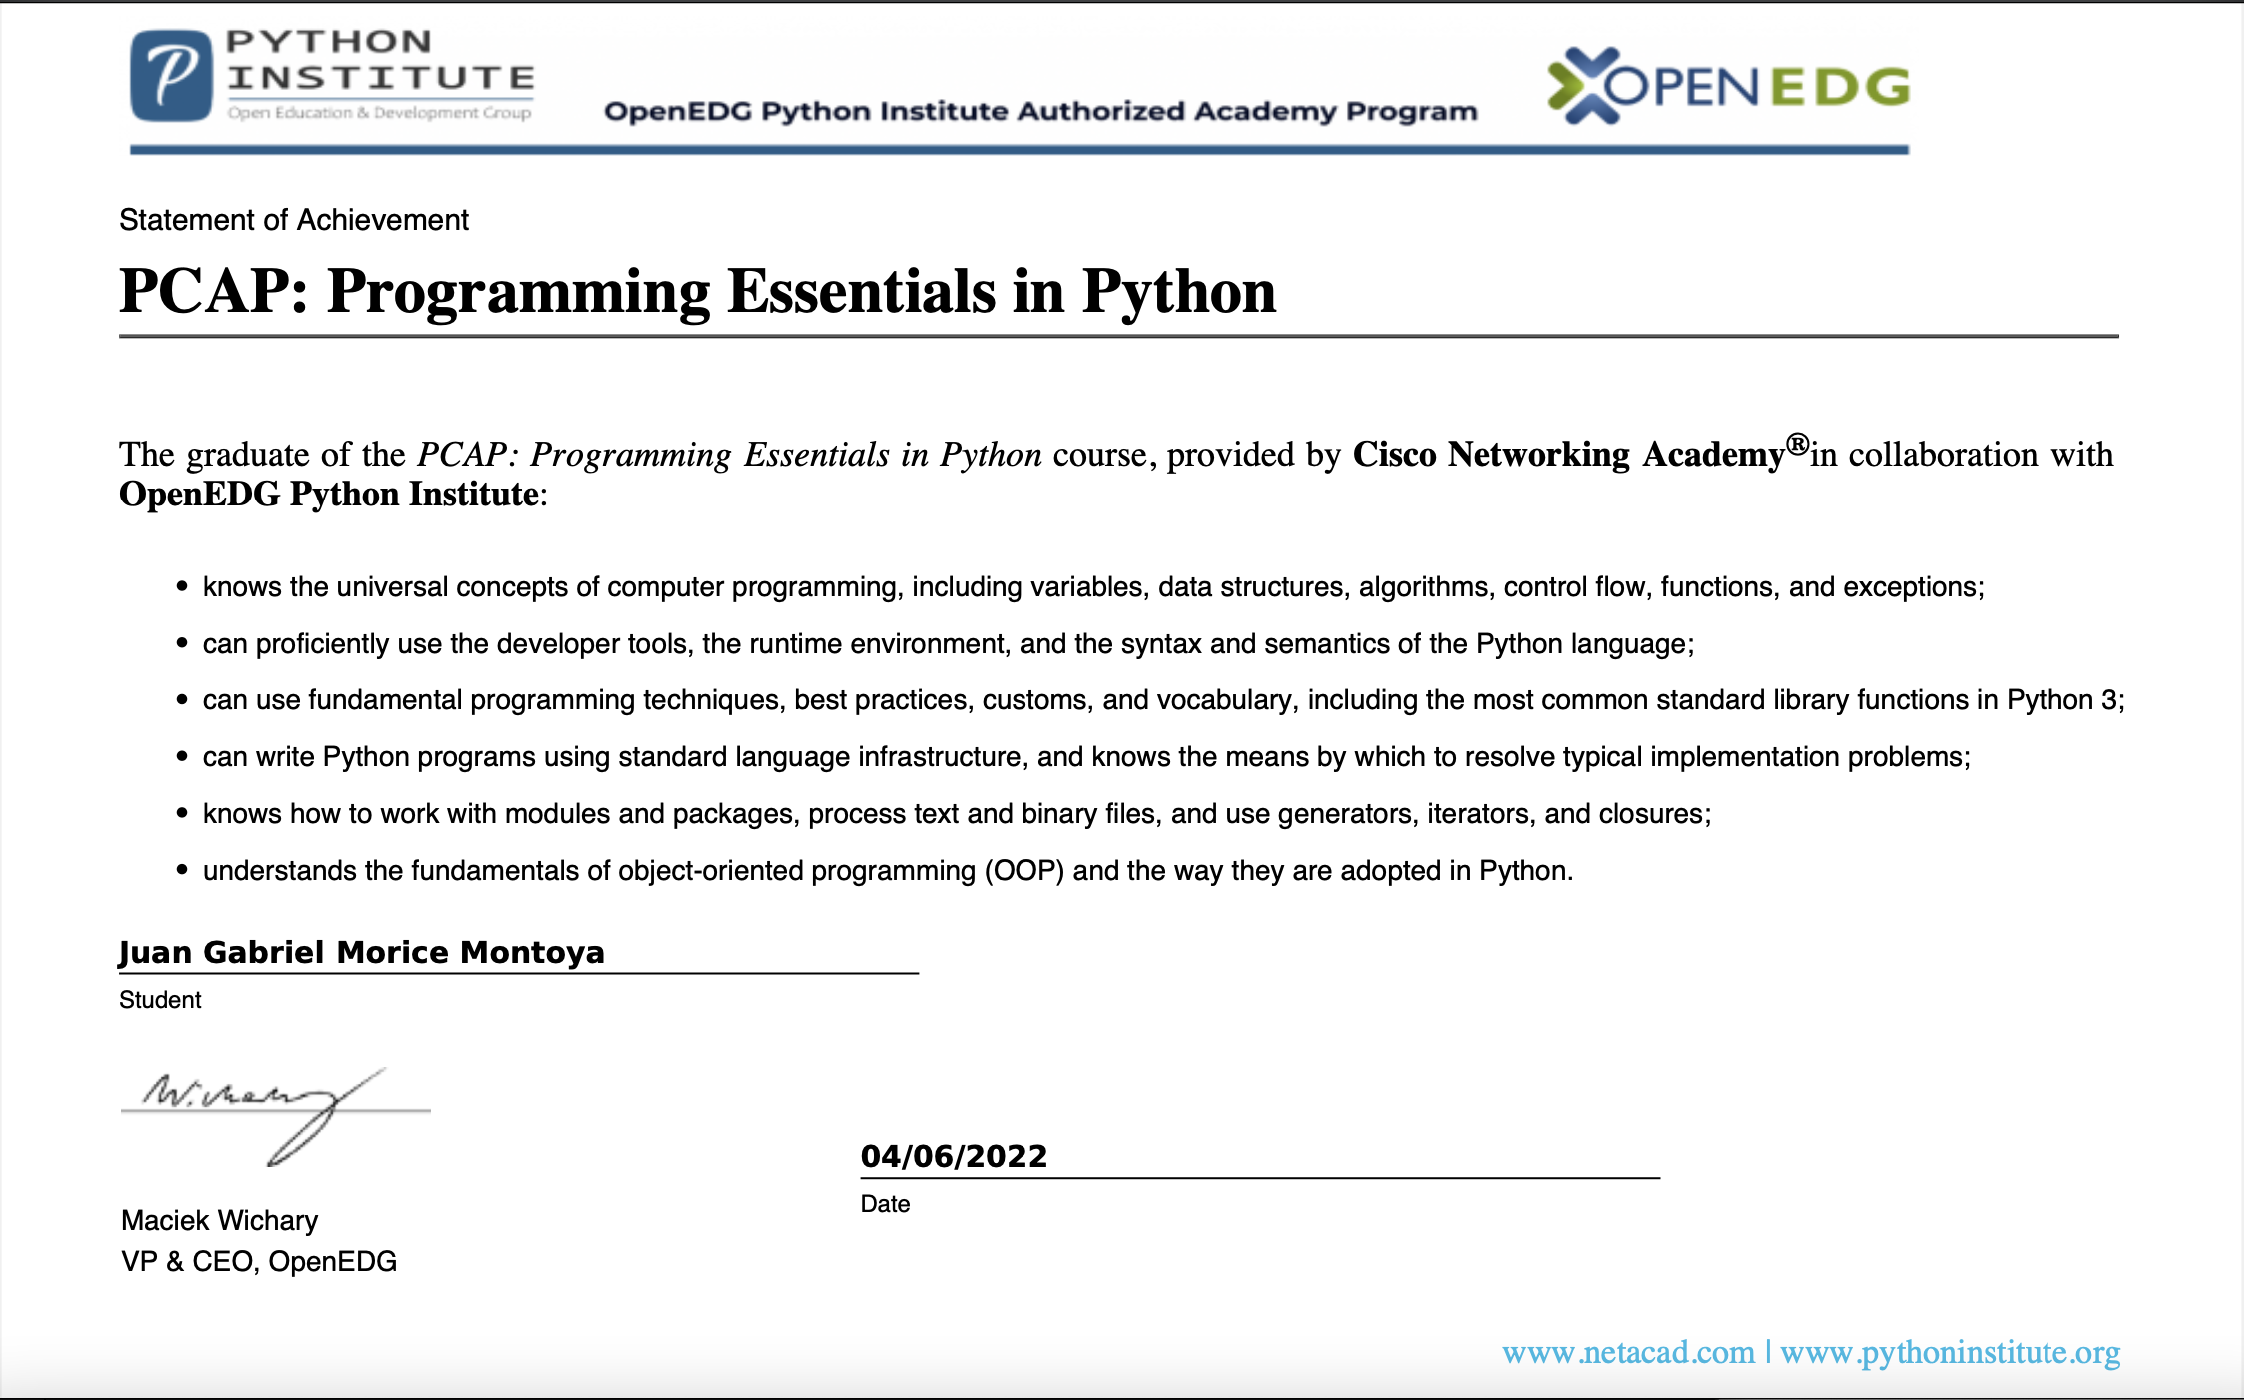 PYTHON
INSTITUTE
Open Education & Development Group
OpenEDG Python Institute Authorized Academy Program
OPENEDG
Statement of Achievement
PCAP: Programming Essentials in Python
The graduate of the PCAP: Programming Essentials in Python course, provided by Cisco Networking Academy®in collaboration with
OpenEDG Python Institute:
• knows the universal concepts of computer programming, including variables, data structures, algorithms, control flow, functions, and exceptions;
• can proficiently use the developer tools, the runtime environment, and the syntax and semantics of the Python language;
• can use fundamental programming techniques, best practices, customs, and vocabulary, including the most common standard library functions in Python 3;
• can write Python programs using standard language infrastructure, and knows the means by which to resolve typical implementation problems;
• knows how to work with modules and packages, process text and binary files, and use generators, iterators, and closures;
• understands the fundamentals of object-oriented programming (OOP) and the way they are adopted in Python.
Juan Gabriel Morice Montoya
Student
W.ichary
04/06/2022
Date
Maciek Wichary
VP & CEO, OpenEDG
www.netacad.com | www.pythoninstitute.org